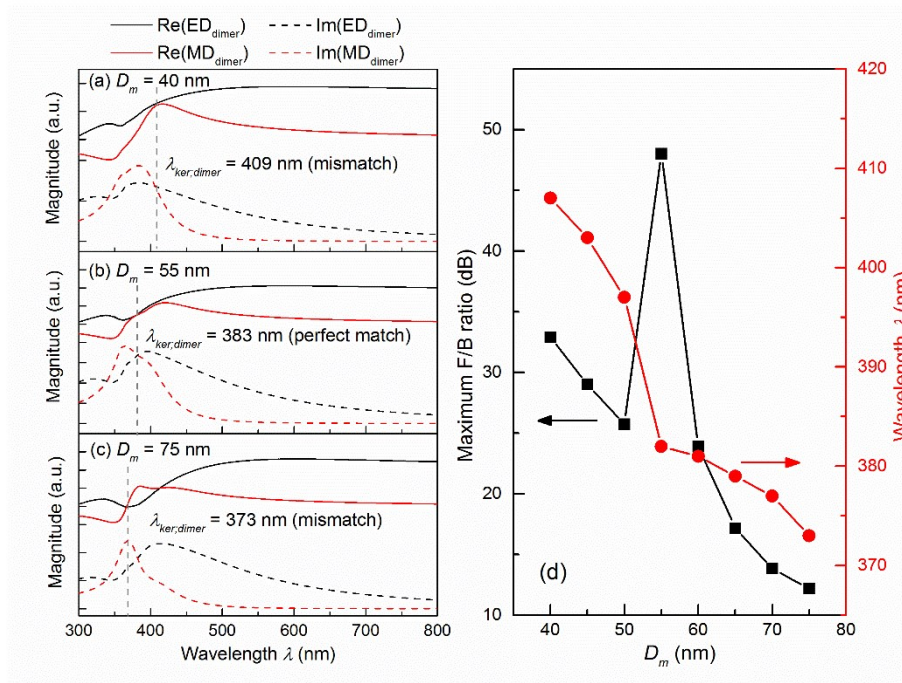 Re(ED_dimer) Im(ED_dimer)
Re(MD_dimer) Im(MD_dimer)
(a) D_m = 40 nm
λ_ker;dimer = 409 nm (mismatch)
Magnitude (a.u.)
(b) D_m = 55 nm
λ_ker;dimer = 383 nm (perfect match)
Magnitude (a.u.)
(c) D_m = 75 nm
λ_ker;dimer = 373 nm (mismatch)
Magnitude (a.u.)
300 400 500 600 700 800
Wavelength λ (nm)
50
40
30
20
10
Maximum F/B ratio (dB)
(d)
40 50 60 70 80
D_m (nm)
420
410
400
390
380
370
Wavelength λ (nm)